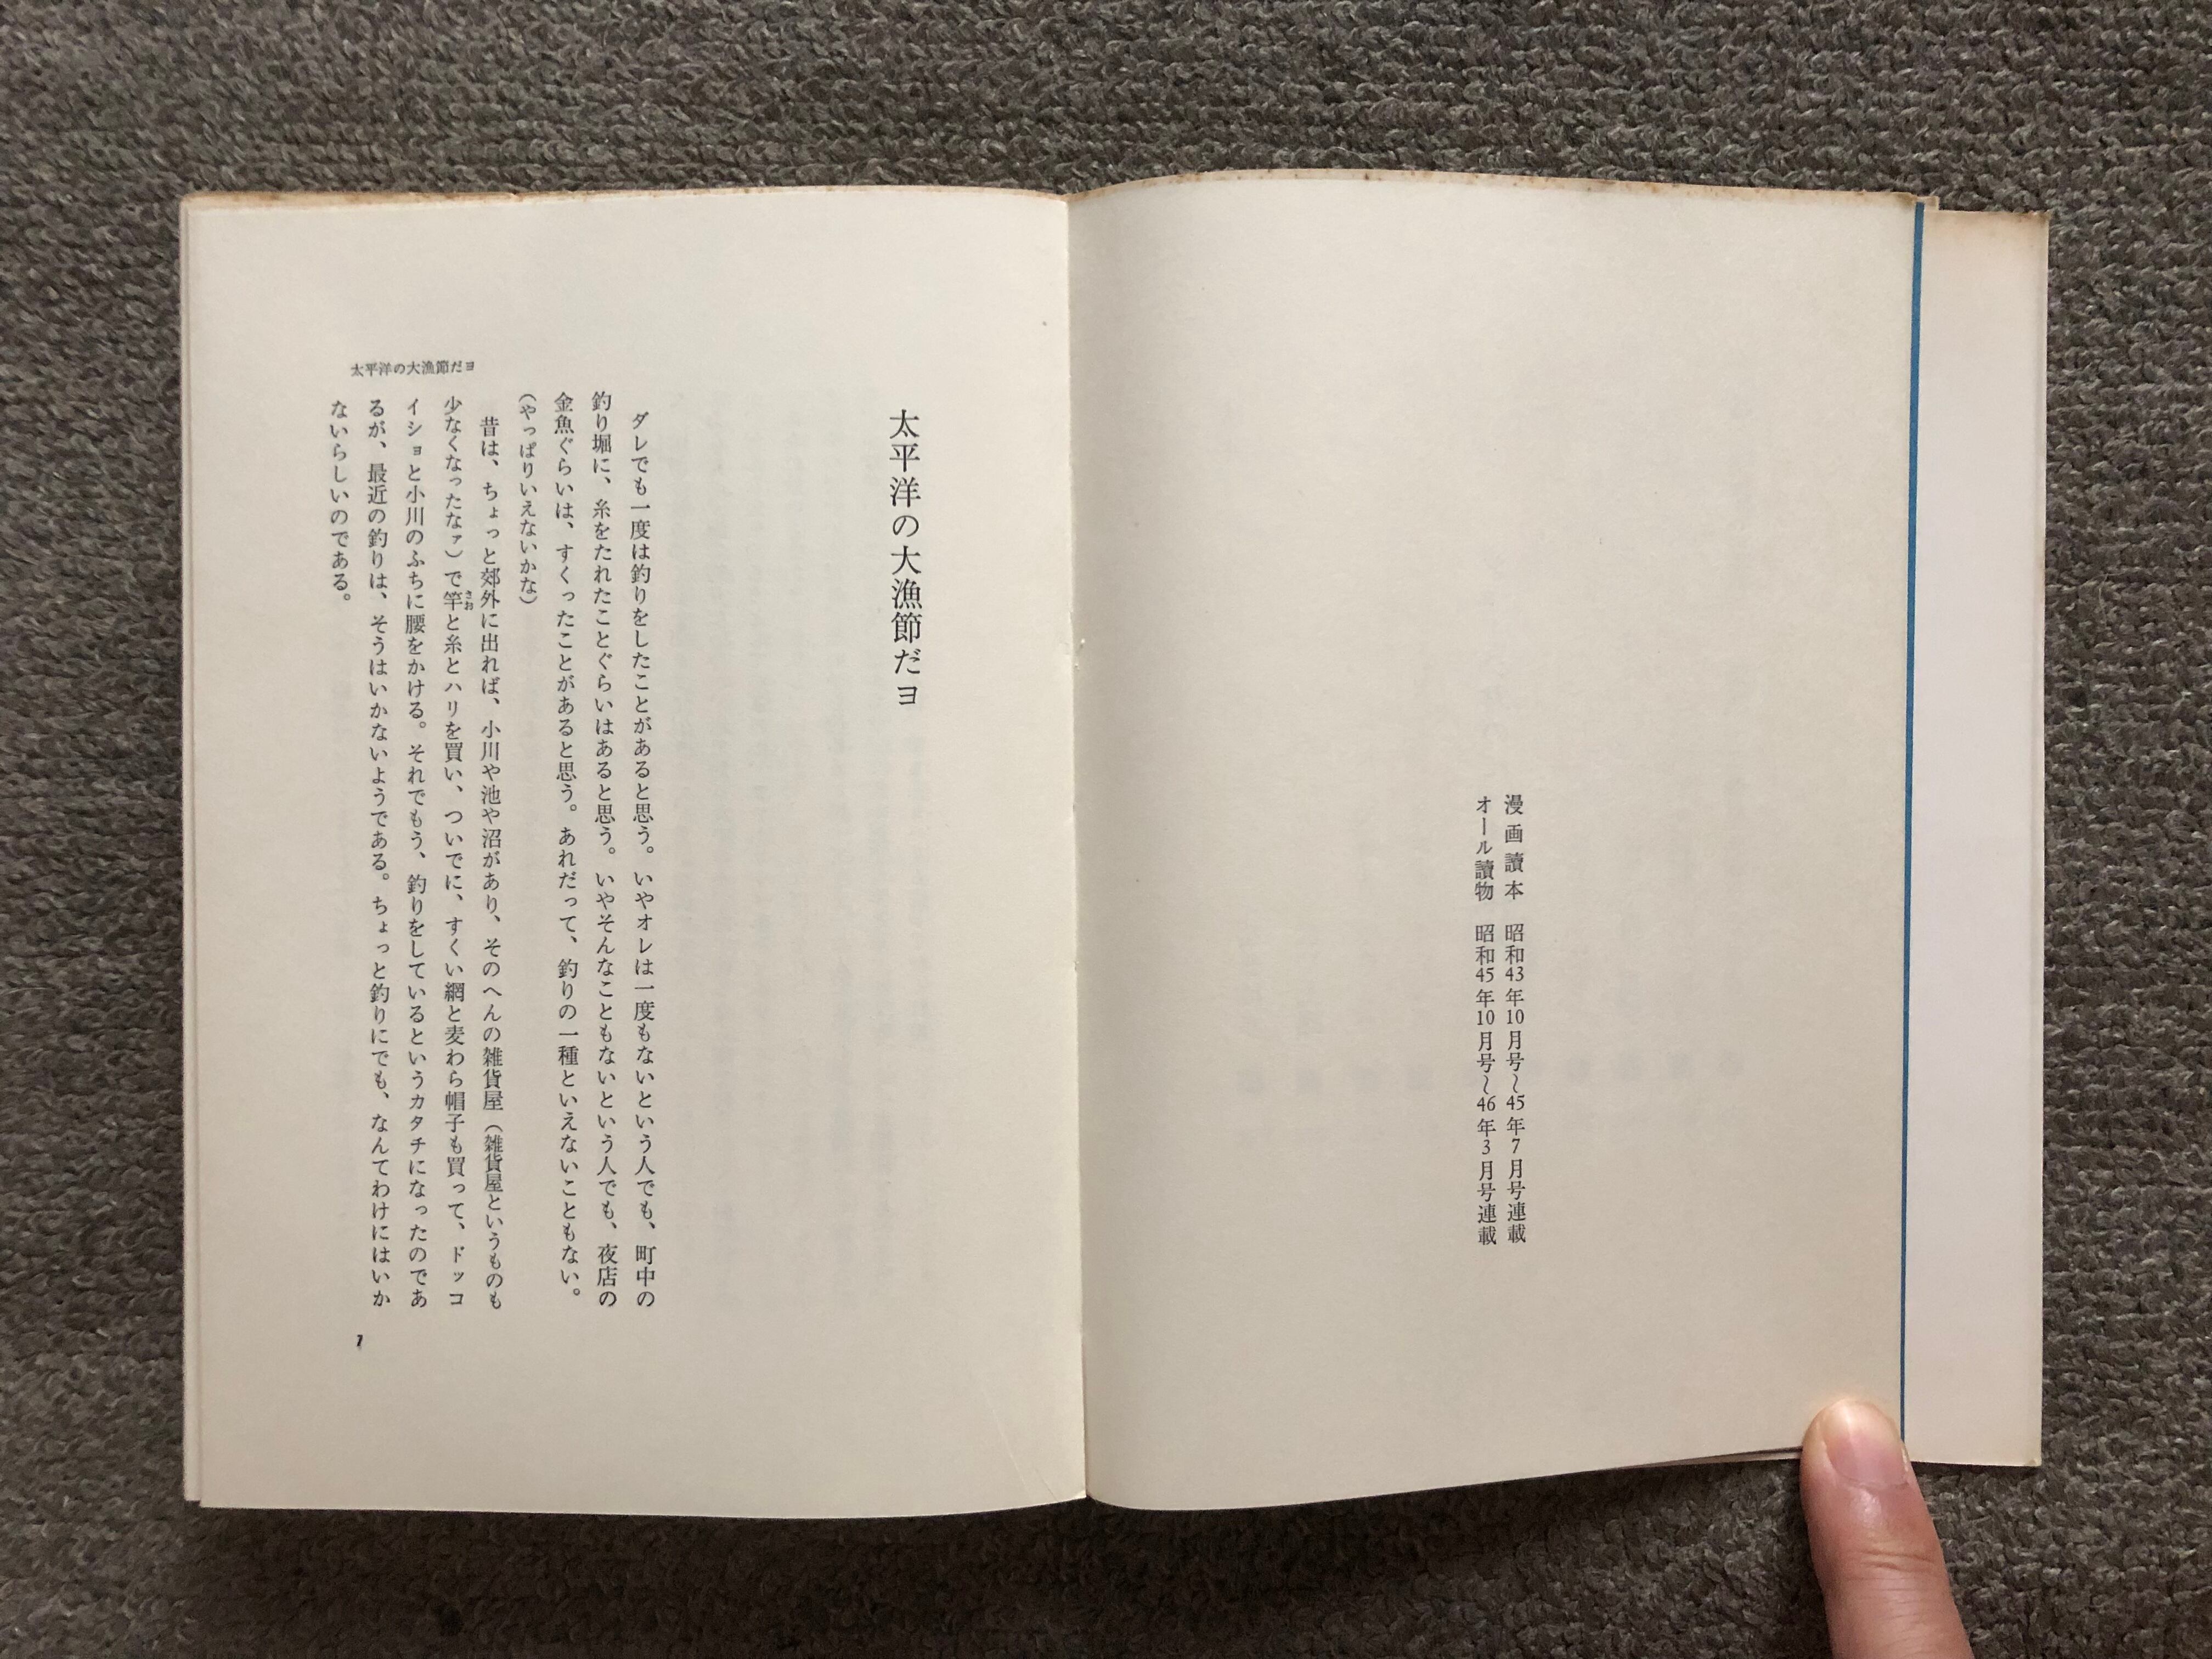 漫画讀本　昭和43年10月号〜45年7月号連載
オール讀物　昭和45年10月号〜46年3月号連載
太平洋の大漁節だヨ
ダレでも一度は釣りをしたことがあると思う。いやオレは一度もないという人でも、町中の
釣り堀に、糸をたれたことぐらいはあると思う。いやそんなこともないという人でも、夜店の
金魚ぐらいは、すくったことがあると思う。あれだって、釣りの一種といえないこともない。
（やっぱりいえないかな）
昔は、ちょっと郊外に出れば、小川や池や沼があり、そのへんの雑貨屋（雑貨屋というものも
少なくなったなァ）で竿さおと糸とハリを買い、ついでに、すくい網と麦わら帽子も買って、ドッコ
イショと小川のふちに腰をかける。それでもう、釣りをしているというカタチになったのであ
るが、最近の釣りは、そうはいかないようである。ちょっと釣りにでも、なんてわけにはいか
ないらしいのである。
太平洋の大漁節だヨ
7